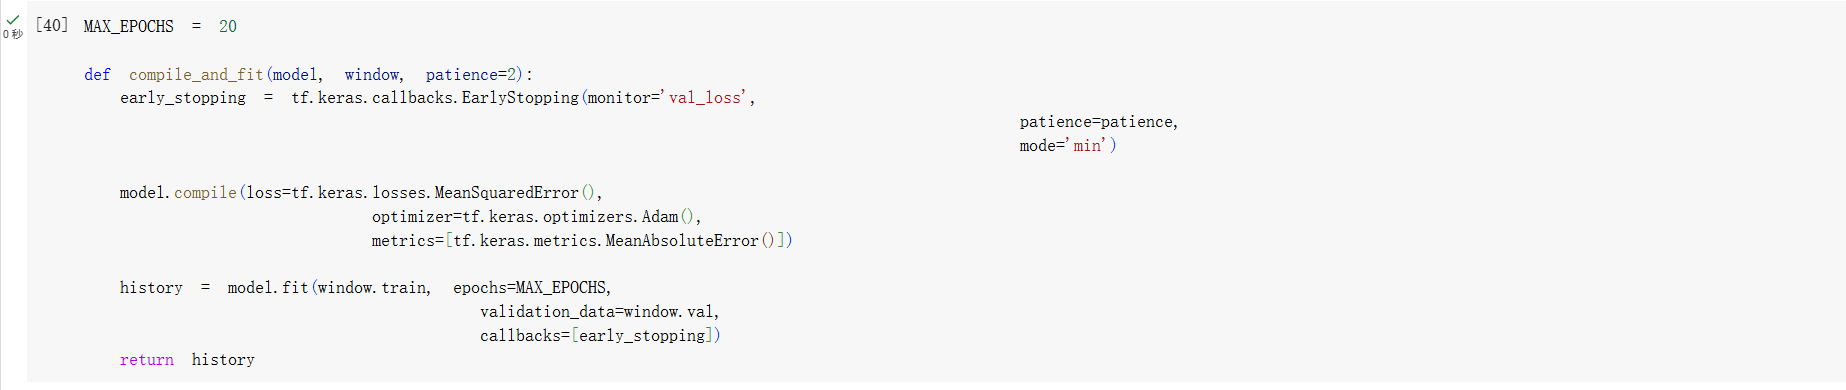 [40] MAX_EPOCHS = 20
0 秒
def compile_and_fit(model, window, patience=2):
early_stopping = tf.keras.callbacks.EarlyStopping(monitor='val_loss',
patience=patience,
mode='min')
model.compile(loss=tf.keras.losses.MeanSquaredError(),
optimizer=tf.keras.optimizers.Adam(),
metrics=[tf.keras.metrics.MeanAbsoluteError()])
history = model.fit(window.train, epochs=MAX_EPOCHS,
validation_data=window.val,
callbacks=[early_stopping])
return history